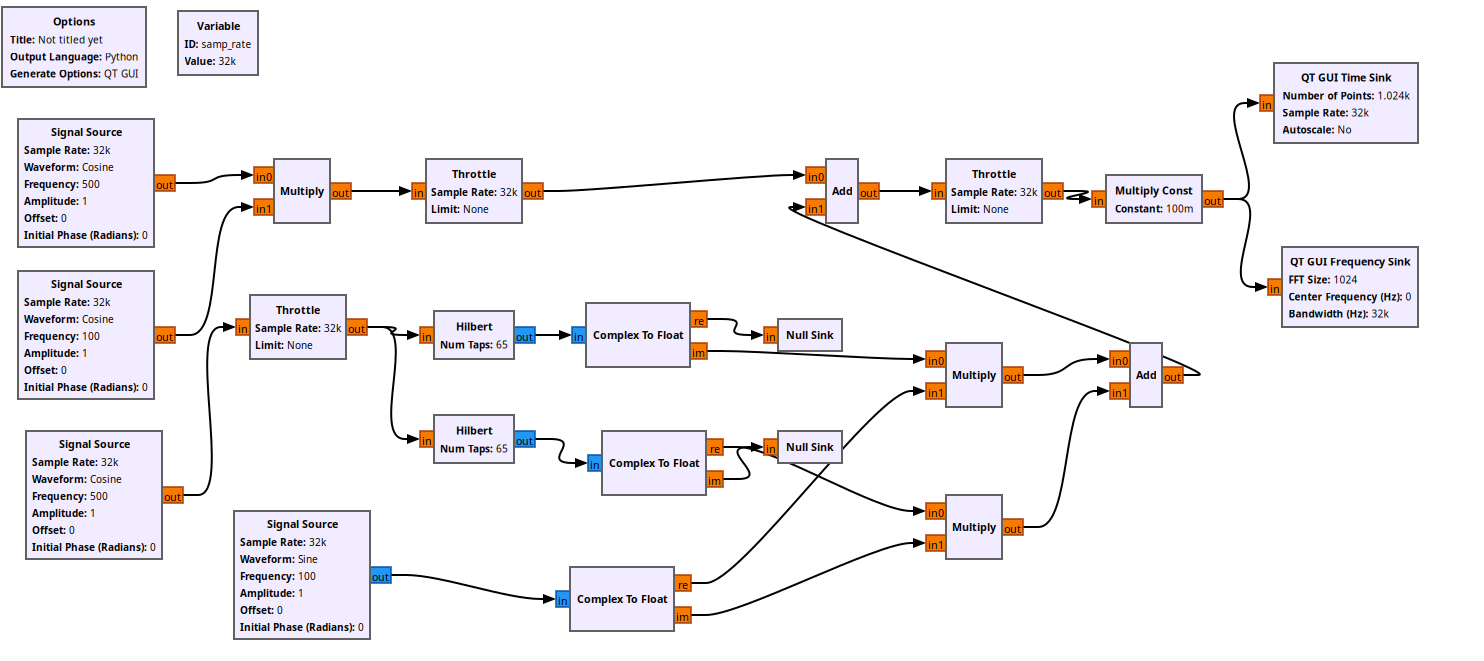 Options
Title: Not titled yet
Output Language: Python
Generate Options: QT GUI
Variable
ID: samp_rate
Value: 32k
Signal Source
Sample Rate: 32k
Waveform: Cosine
Frequency: 500
Amplitude: 1
Offset: 0
Initial Phase (Radians): 0
out
in0
in1
Multiply
out
in
Throttle
Sample Rate: 32k
Limit: None
out
in0
in1
Add
out
in
Throttle
Sample Rate: 32k
Limit: None
out
in
Multiply Const
Constant: 100m
out
in
QT GUI Time Sink
Number of Points: 1.024k
Sample Rate: 32k
Autoscale: No
in
QT GUI Frequency Sink
FFT Size: 1024
Center Frequency (Hz): 0
Bandwidth (Hz): 32k
Signal Source
Sample Rate: 32k
Waveform: Cosine
Frequency: 100
Amplitude: 1
Offset: 0
Initial Phase (Radians): 0
out
in
Throttle
Sample Rate: 32k
Limit: None
out
in
Hilbert
Num Taps: 65
out
in
Complex To Float
re
im
in
Null Sink
in0
in1
Multiply
out
in0
in1
Add
out
Signal Source
Sample Rate: 32k
Waveform: Cosine
Frequency: 500
Amplitude: 1
Offset: 0
Initial Phase (Radians): 0
out
in
Hilbert
Num Taps: 65
out
in
Complex To Float
re
im
in
Null Sink
in0
in1
Multiply
out
Signal Source
Sample Rate: 32k
Waveform: Sine
Frequency: 100
Amplitude: 1
Offset: 0
Initial Phase (Radians): 0
out
in
Complex To Float
re
im